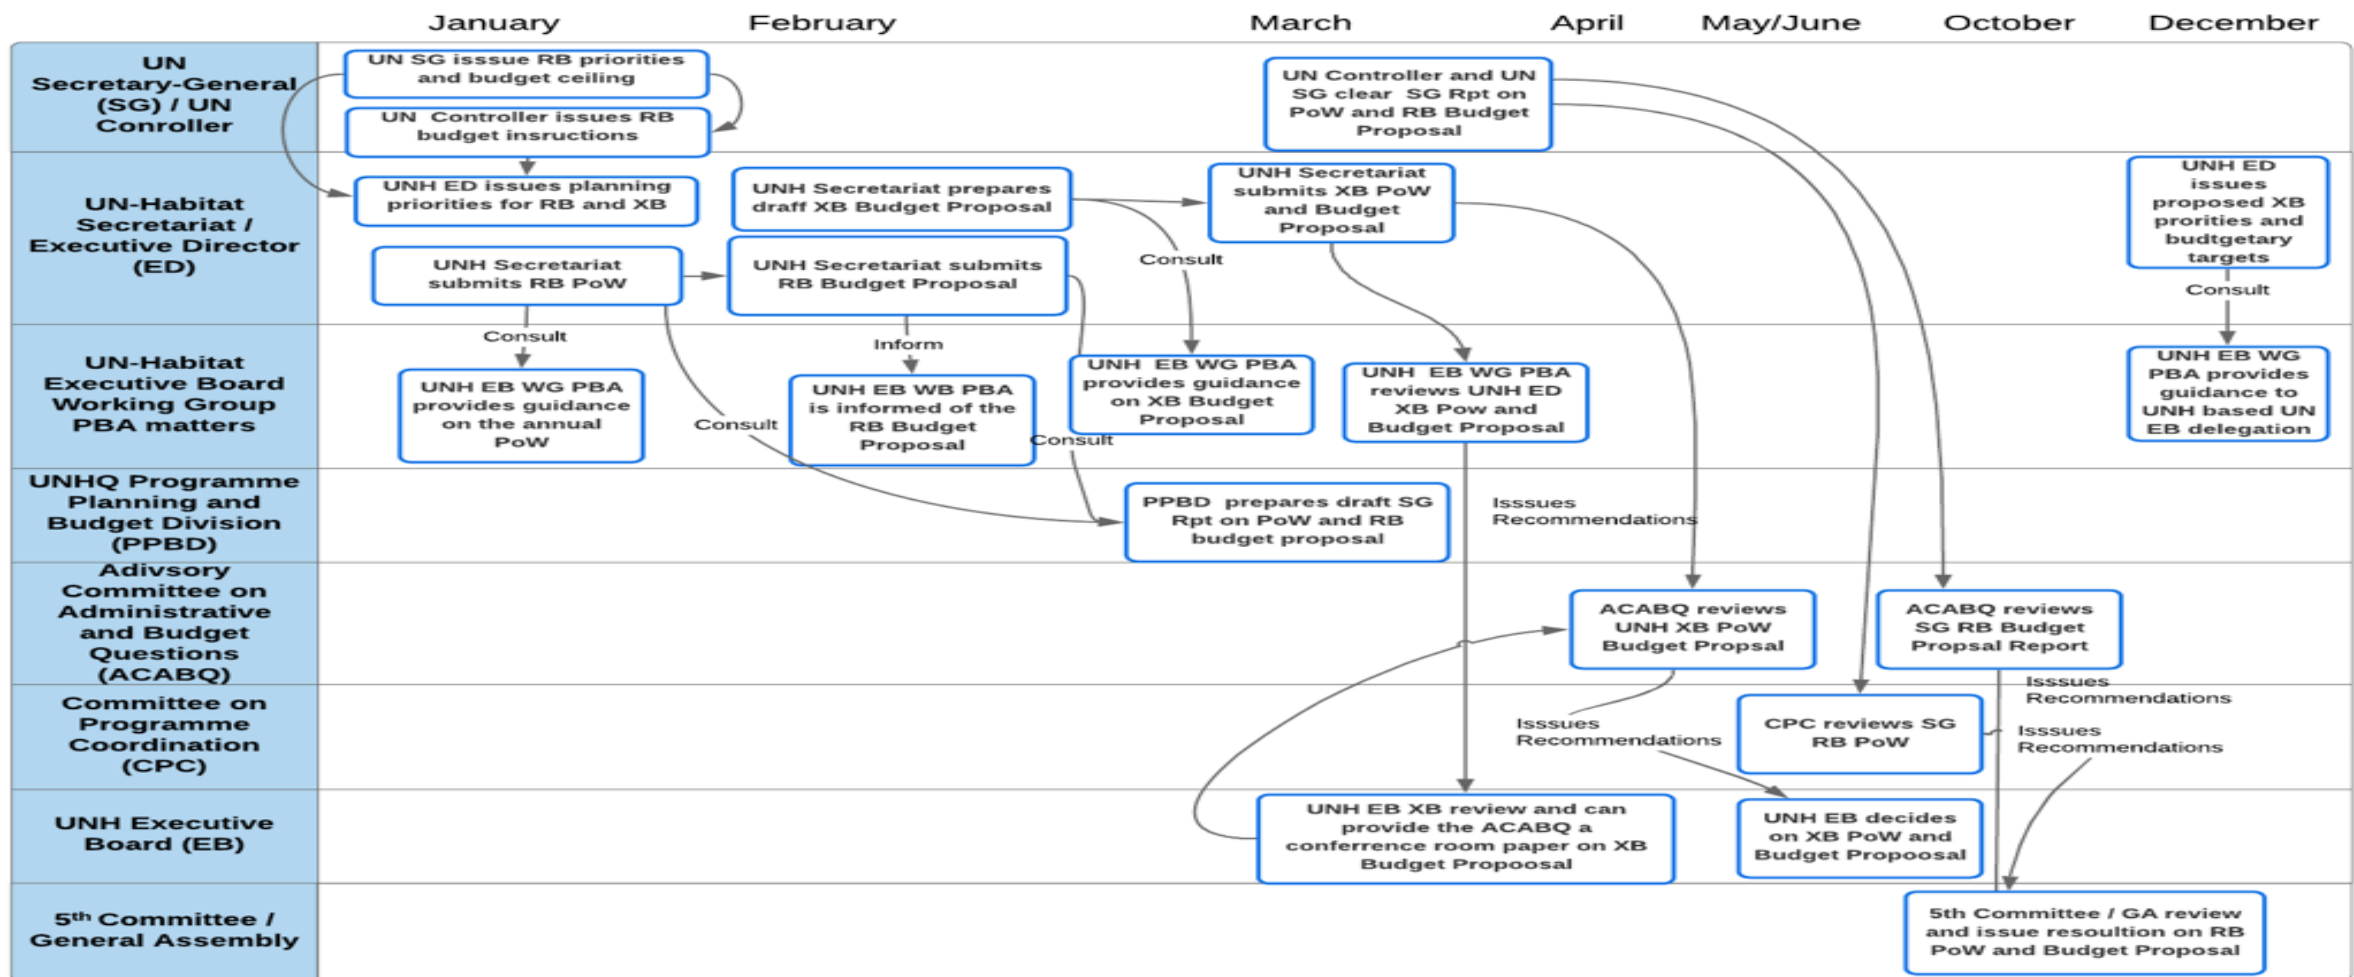 January
February
March
April
May/June
October
December
UN
Secretary-General
(SG) / UN
Conroller
UN SG isssue RB priorities
and budget ceiling
UN Controller issues RB
budget insructions
UN Controller and UN
SG clear SG Rpt on
PoW and RB Budget
Proposal
UN-Habitat
Secretariat /
Executive Director
(ED)
UNH ED issues planning
priorities for RB and XB
UNH Secretariat prepares
draff XB Budget Proposal
UNH Secretariat
submits XB PoW
and Budget
Proposal
UNH ED
issues
proposed XB
prorities and
budtgetary
targets
UNH Secretariat
submits RB PoW
UNH Secretariat submits
RB Budget Proposal
Consult
Consult
Consult
Inform
UN-Habitat
Executive Board
Working Group
PBA matters
UNH EB WG PBA
provides guidance
on the annual
PoW
Consult
UNH EB WB PBA
is informed of the
RB Budget
Proposal
Consult
UNH EB WG PBA
provides guidance
on XB Budget
Proposal
UNH EB WG PBA
reviews UNH ED
XB Pow and
Budget Proposal
UNH EB WG
PBA provides
guidance to
UNH based UN
EB delegation
UNHQ Programme
Planning and
Budget Division
(PPBD)
PPBD prepares draft SG
Rpt on PoW and RB
budget proposal
Isssues
Recommendations
Adivsory
Committee on
Administrative
and Budget
Questions
(ACABQ)
ACABQ reviews
UNH XB PoW
Budget Propsal
ACABQ reviews
SG RB Budget
Propsal Report
Isssues
Recommendations
Committee on
Programme
Coordination
(CPC)
Isssues
Recommendations
CPC reviews SG
RB PoW
Isssues
Recommendations
UNH Executive
Board (EB)
UNH EB XB review and can
provide the ACABQ a
conferrence room paper on XB
Budget Propoosal
UNH EB decides
on XB PoW and
Budget Propoosal
5th Committee /
General Assembly
5th Committee / GA review
and issue resoultion on RB
PoW and Budget Proposal